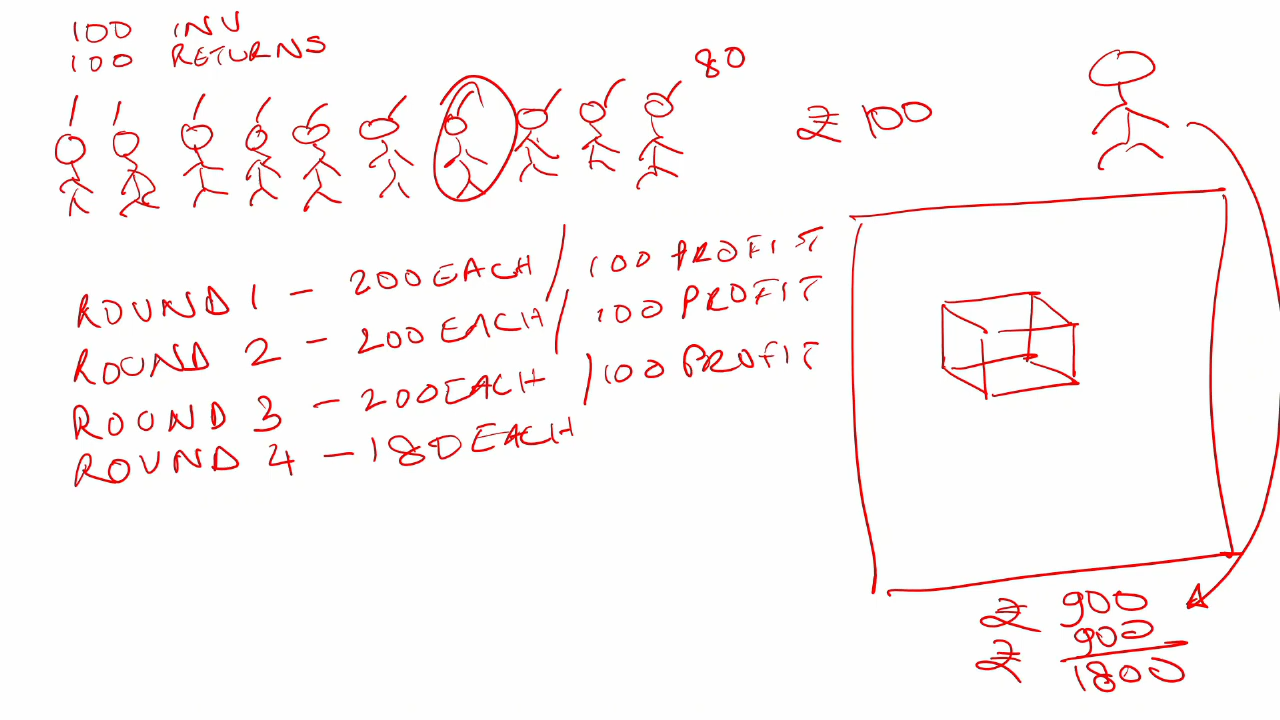 100 INV
100 RETURNS
80
₹ 100
ROUND 1 - 200 EACH / 100 PROFIT
ROUND 2 - 200 EACH / 100 PROFIT
ROUND 3 - 200 EACH / 100 PROFIT
ROUND 4 - 180 EACH
₹ 900
900
₹ 1800